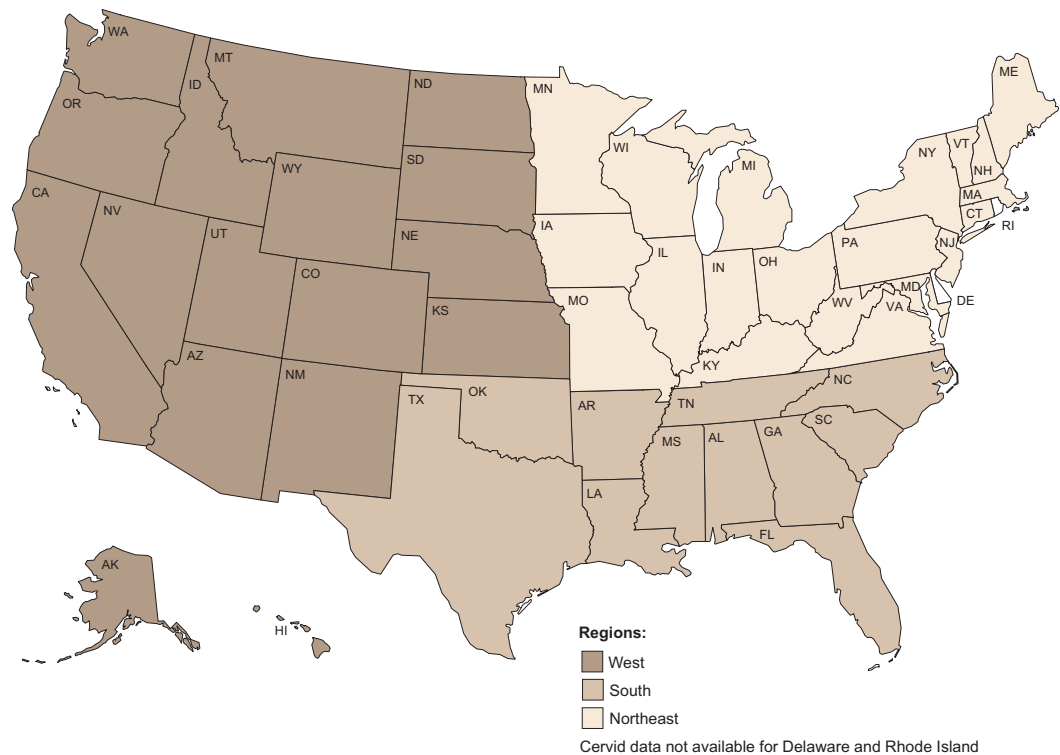 WA
MT
ND
MN
ME
ID
OR
VT
NY
WI
SD
MI
NH
WY
MA
CA
NV
CT
RI
IA
UT
NE
PA
NJ
IL
IN
OH
CO
MD
DE
MO
WV
VA
KS
AZ
KY
NM
NC
OK
TX
AR
TN
SC
MS
AL
GA
LA
FL
AK
HI
Regions:
West
South
Northeast
Cervid data not available for Delaware and Rhode Island